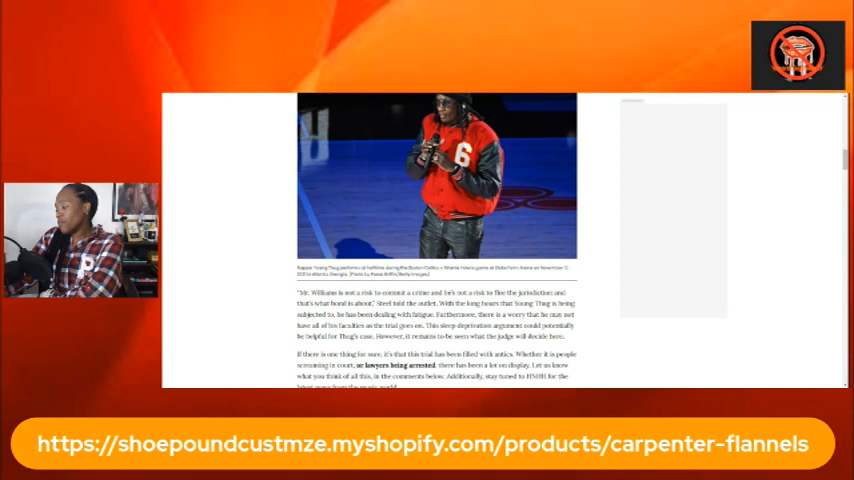 6
Rapper Young Thug performs at halftime during the Boston Celtics v Atlanta Hawks game at State Farm Arena on November 17,
2021 in Atlanta, Georgia. (Photo by Kevin
Getty Images)
"Mr. Williams is not a risk to commit a crime and he's not a risk to flee the jurisdiction and
that's what bond is about," Steel told the outlet. With the long hours that Young Thug is being
subjected to, he has been dealing with fatigue. Furthermore, there is a worry that he may not
have all of his faculties as the trial goes on. This sleep deprivation argument could potentially
be helpful for Thug's case. However, it remains to be seen what the judge will decide here.
If there is one thing for sure, it's that this trial has been filled with antics. Whether it is people
screaming in court, or lawyers being arrested, there has been a lot on display. Let us know
what you think of all this, in the comments below. Additionally, stay tuned to HNHH for the
latest news from the music world.
P
https://shoepoundcustmze.myshopify.com/products/carpenter-flannels